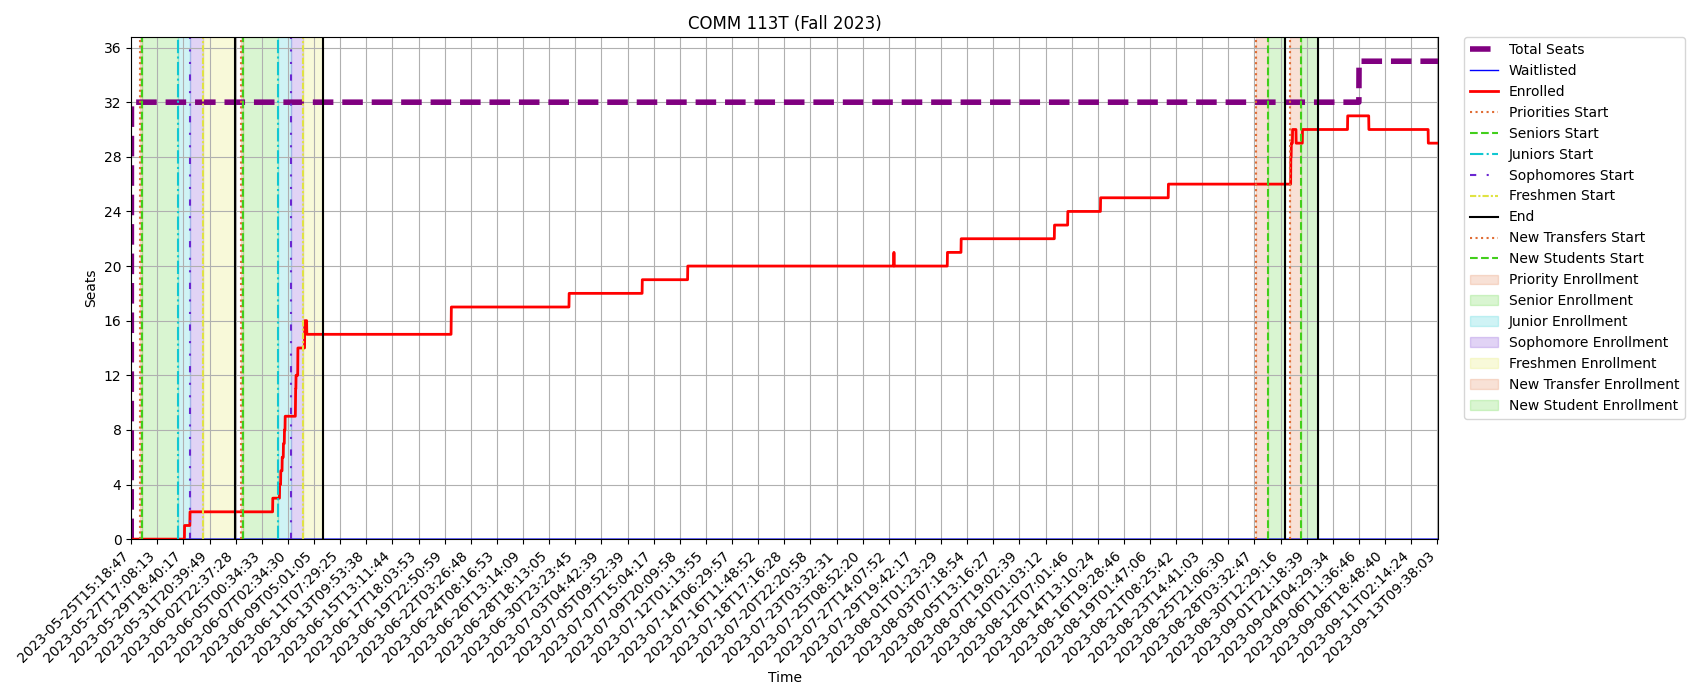 COMM 113T (Fall 2023)
Seats
36
32
28
24
20
16
12
8
4
0
2023-05-25T15:18:47
2023-05-27T17:08:13
2023-05-29T18:40:17
2023-05-31T20:39:49
2023-06-02T22:37:28
2023-06-05T00:34:33
2023-06-07T02:34:30
2023-06-09T05:01:05
2023-06-11T07:29:25
2023-06-13T09:53:38
2023-06-15T13:11:44
2023-06-17T18:03:53
2023-06-19T22:50:59
2023-06-22T03:26:48
2023-06-24T08:16:53
2023-06-26T13:14:09
2023-06-28T18:13:05
2023-06-30T23:23:45
2023-07-03T04:42:39
2023-07-05T09:52:39
2023-07-07T15:04:17
2023-07-09T20:09:58
2023-07-12T01:13:55
2023-07-14T06:29:57
2023-07-16T11:48:52
2023-07-18T17:16:28
2023-07-20T22:20:58
2023-07-23T03:32:31
2023-07-25T08:52:20
2023-07-27T14:07:52
2023-07-29T19:42:17
2023-08-01T01:23:29
2023-08-03T07:18:54
2023-08-05T13:16:27
2023-08-07T19:02:39
2023-08-10T01:03:12
2023-08-12T07:01:46
2023-08-14T13:10:24
2023-08-16T19:28:46
2023-08-19T01:47:06
2023-08-21T08:25:42
2023-08-23T14:41:03
2023-08-25T21:06:30
2023-08-28T03:32:47
2023-08-30T12:29:16
2023-09-01T21:18:39
2023-09-04T04:29:34
2023-09-06T11:36:46
2023-09-08T18:48:40
2023-09-11T02:14:24
2023-09-13T09:38:03
Time
Total Seats
Waitlisted
Enrolled
Priorities Start
Seniors Start
Juniors Start
Sophomores Start
Freshmen Start
End
New Transfers Start
New Students Start
Priority Enrollment
Senior Enrollment
Junior Enrollment
Sophomore Enrollment
Freshmen Enrollment
New Transfer Enrollment
New Student Enrollment